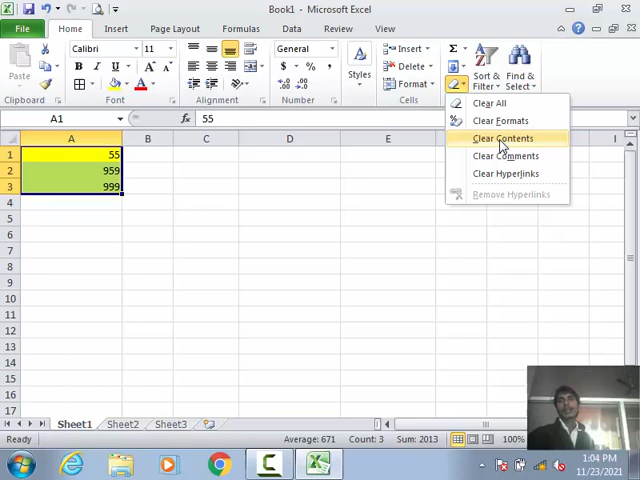 Book1 - Microsoft Excel
File Home Insert Page Layout Formulas Data Review View
Paste Calibri 11 General Styles Insert Σ Sort & Filter Find & Select
B I U A $ % , Delete
Format
Clipboard Font Alignment Number Cells
A1 fx 55
A B C D E I
1 55
2 959
3 999
4
5
6
7
8
9
10
11
12
13
14
15
16
17
Clear All
Clear Formats
Clear Contents
Clear Comments
Clear Hyperlinks
Remove Hyperlinks
Sheet1 Sheet2 Sheet3
Ready Average: 671 Count: 3 Sum: 2013 100%
1:04 PM
11/23/2021